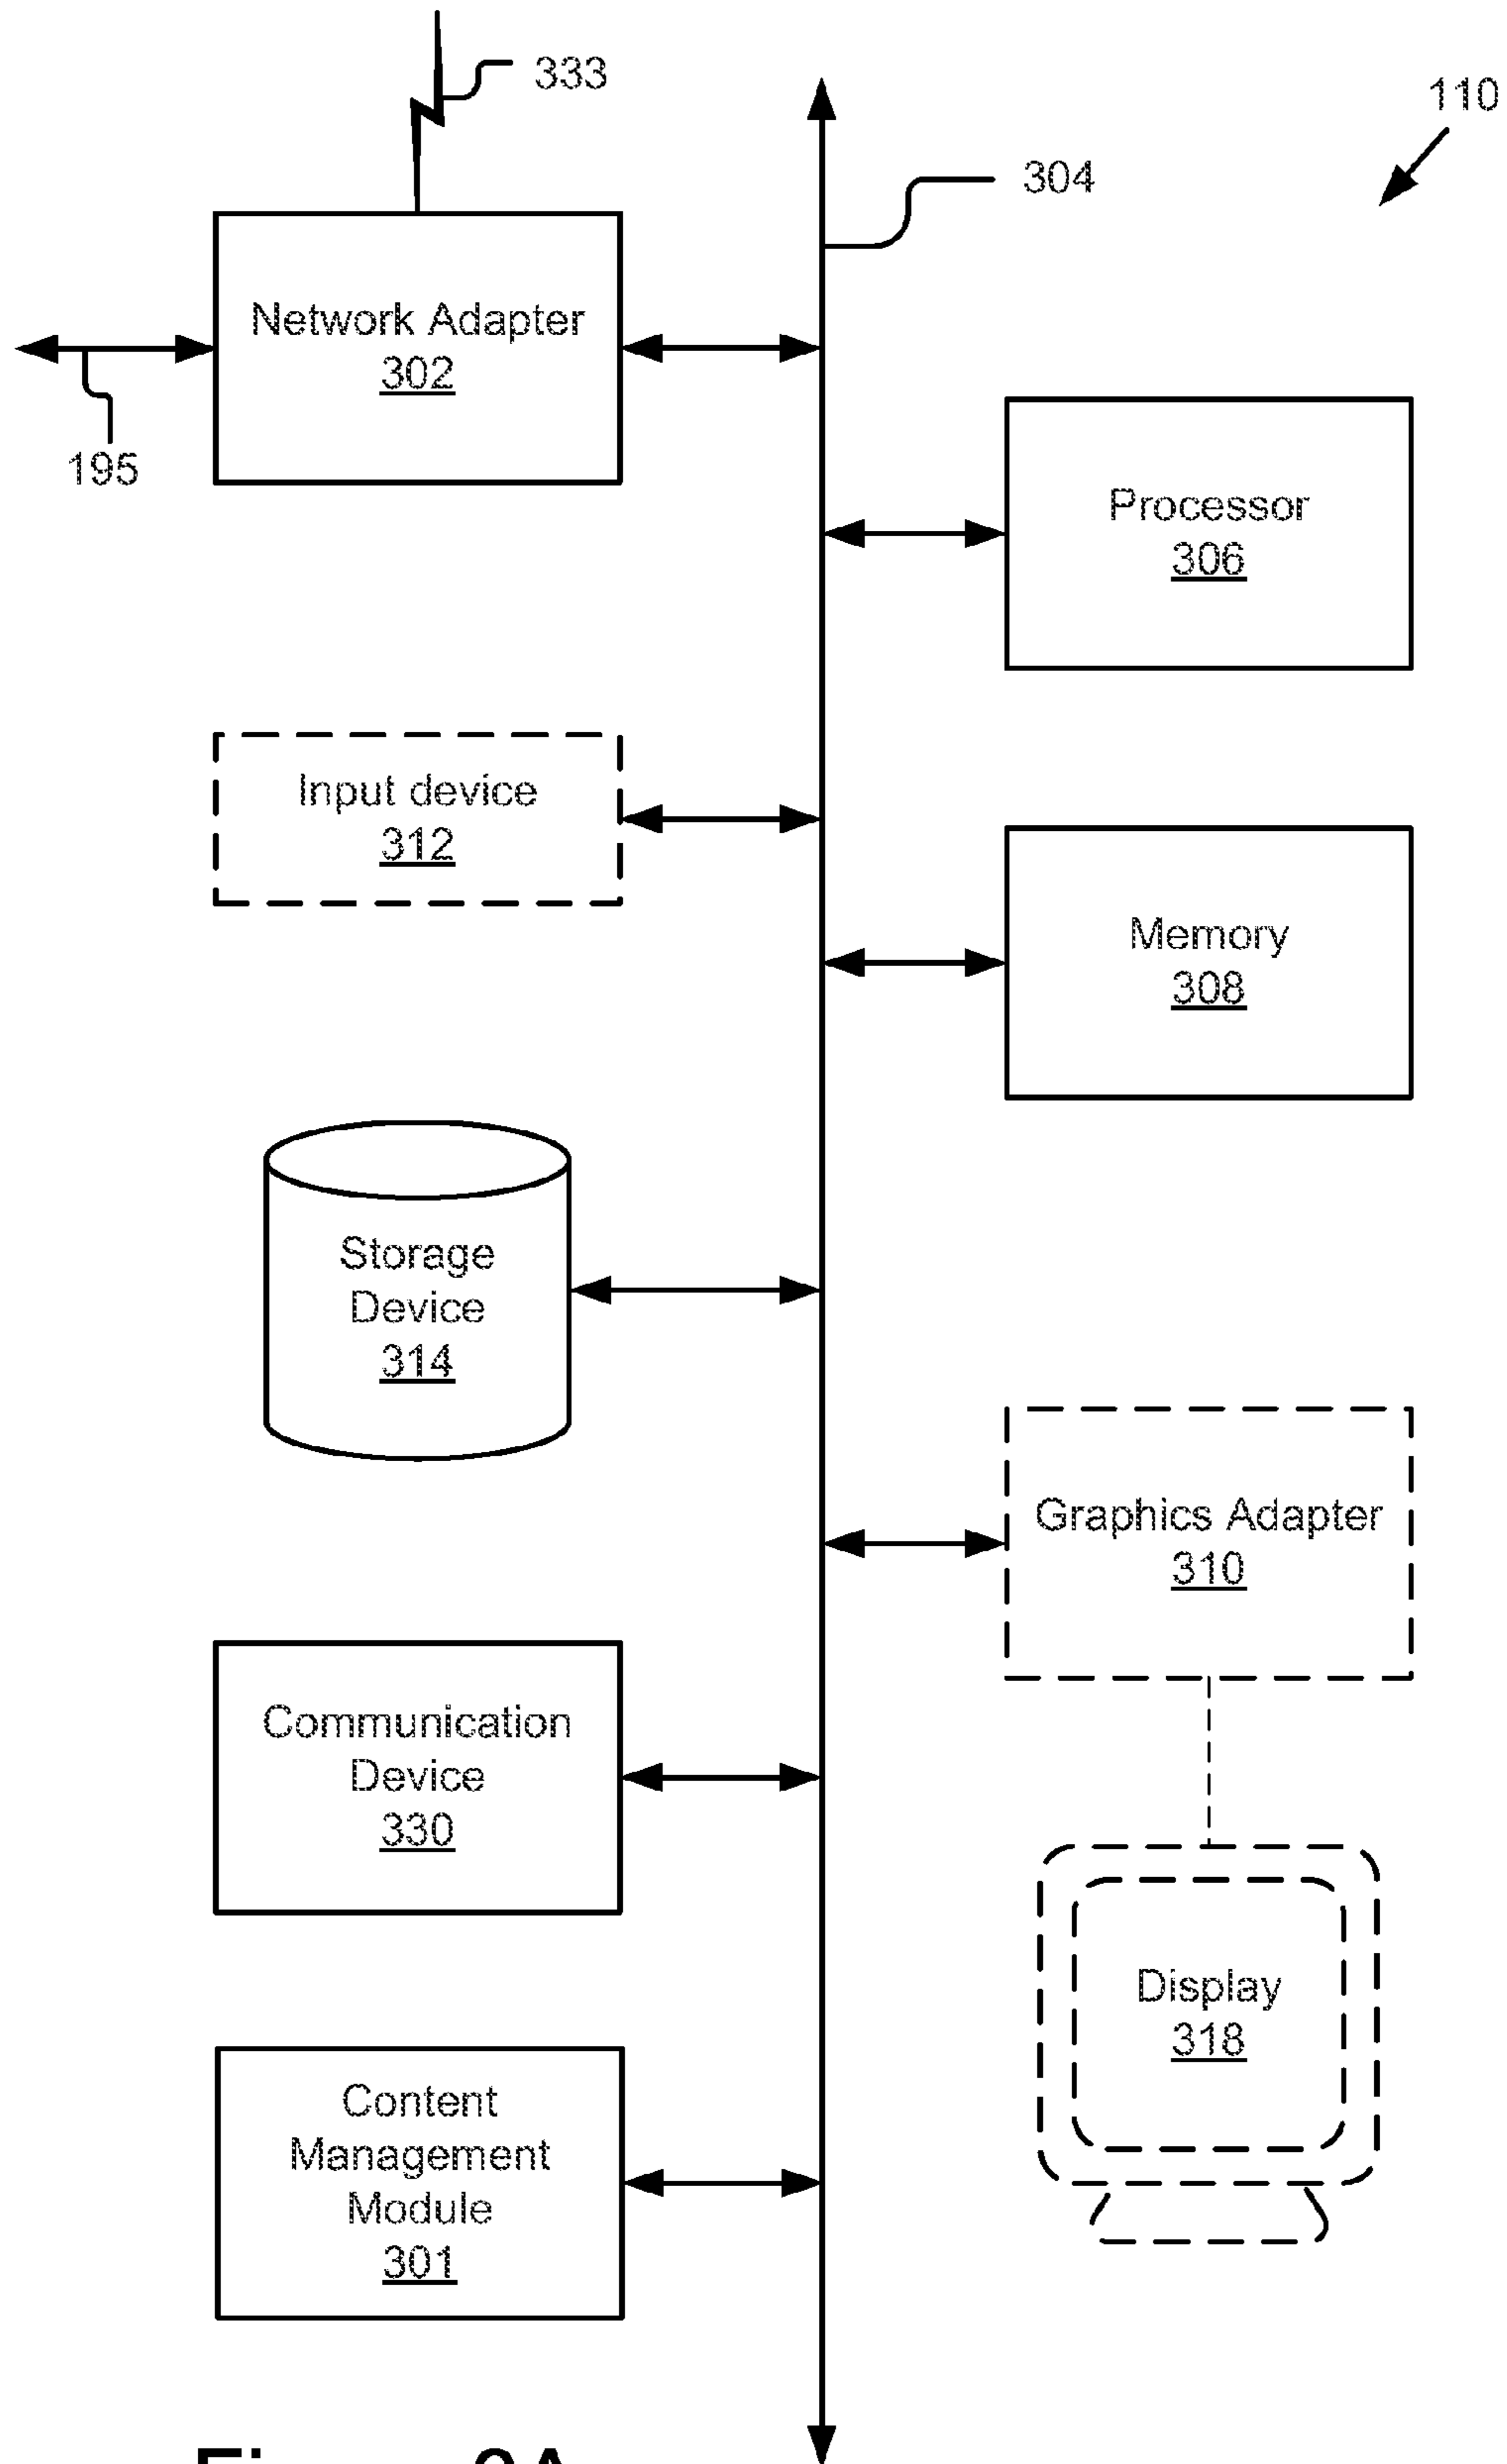 333
110
304
Network Adapter
302
195
Processor
306
Input device
312
Memory
308
Storage
Device
314
Graphics Adapter
310
Communication
Device
330
Display
318
Content
Management
Module
301